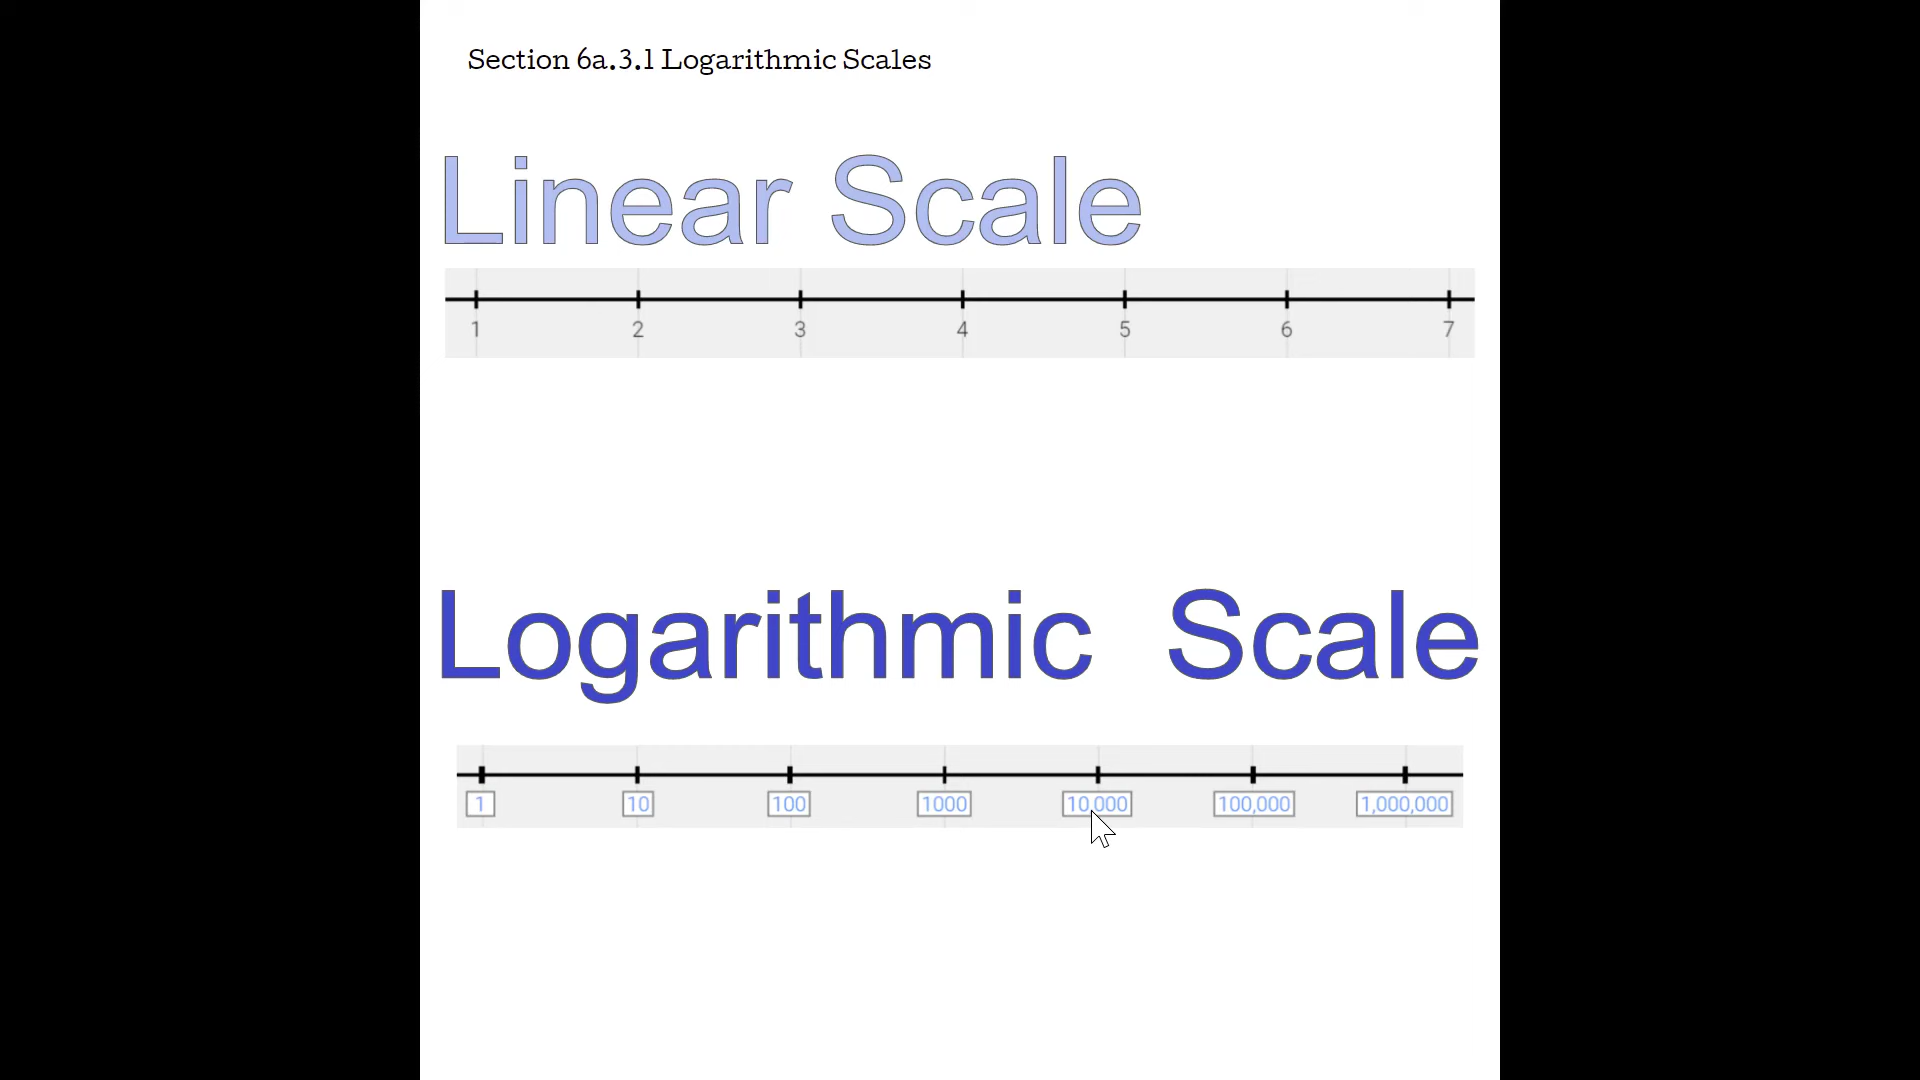 Section 6a.3.1 Logarithmic Scales
Linear Scale
1 2 3 4 5 6 7
Logarithmic Scale
1 10 100 1000 10,000 100,000 1,000,000